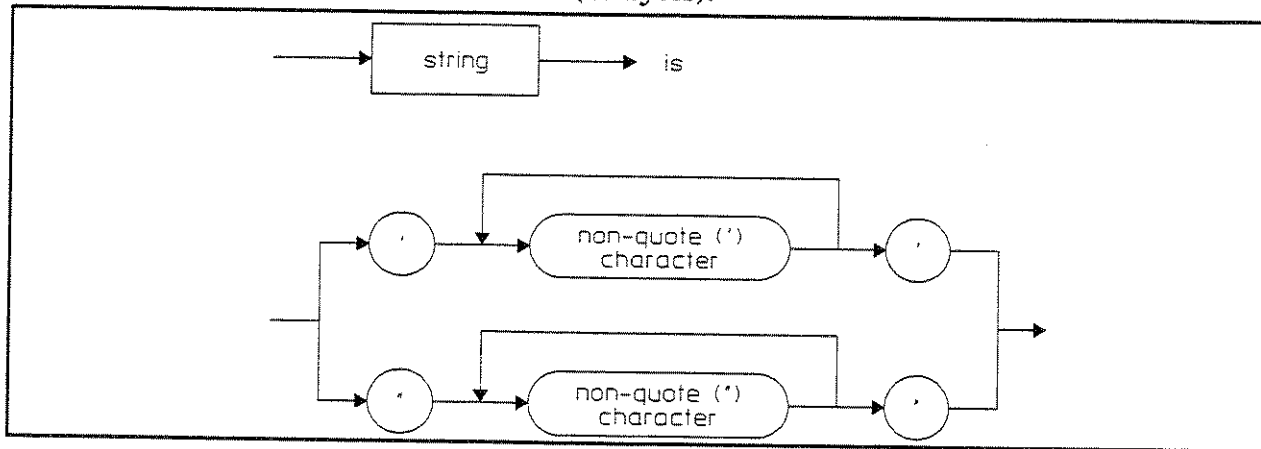 string
is
'
non-quote (')
character
'
"
non-quote (")
character
"